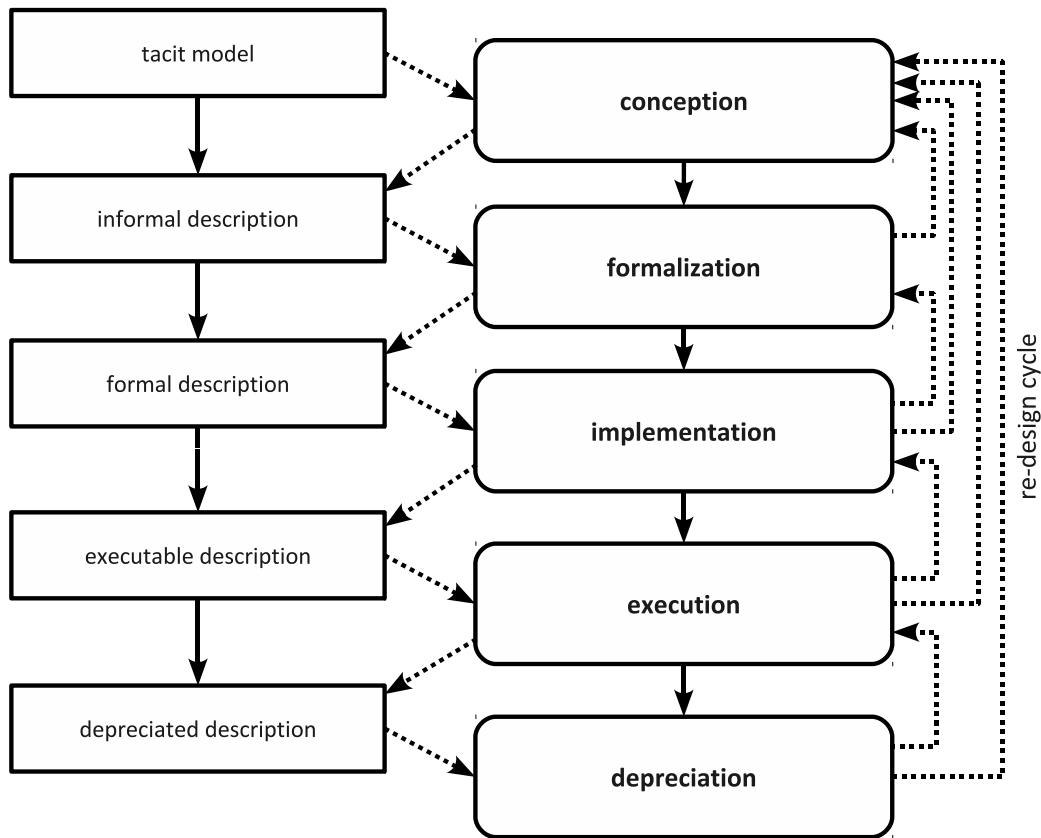 tacit model
conception
informal description
formalization
formal description
implementation
executable description
execution
depreciated description
depreciation
re-design cycle